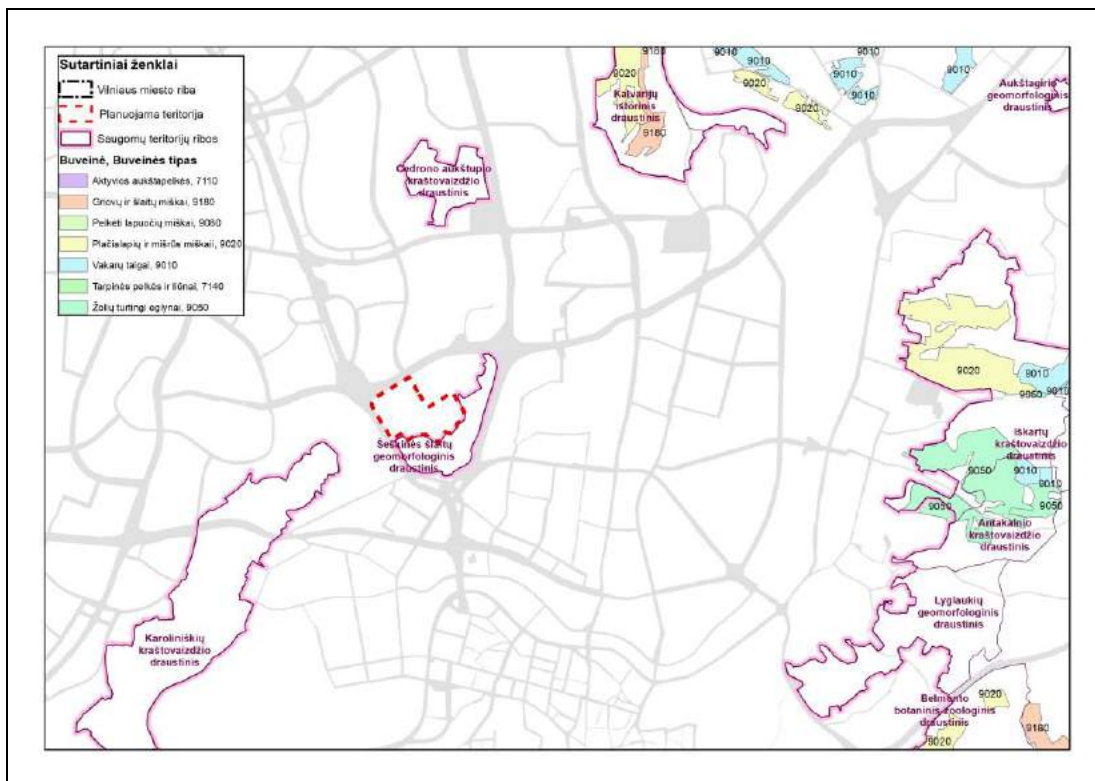 Sutartiniai ženklai
Vilniaus miesto riba
Planuojama teritorija
Saugomų teritorijų ribos
Buveinė, Buveinės tipas
Aktyvios aukštapelkės, 7110
Griovų ir šlaitų miškai, 9180
Pelkėti lapuočių miškai, 9080
Plačialapių ir mišrūs miškai, 9020
Vakarų taigai, 9010
Tarpinės pelkės ir liūnai, 7140
Žolių turtingi eglynai, 9050
9180
9020
Kalvarijų
istorinis
draustinis
9180
9010
9010
9020
9010
9010
9020
9010
9010
Aukštagirio
geomorfologinis
draustinis
Cedrono aukštupio
kraštovaizdžio
draustinis
Šeškinės šlaitų
geomorfologinis
draustinis
Karoliniškių
kraštovaizdžio
draustinis
9020
9010
9010
Iškartų
kraštovaizdžio
draustinis
9050
9010
9010
9050
9050
Antakalnio
kraštovaizdžio
draustinis
Lyglaukių
geomorfologinis
draustinis
Belmonto
botaninis-zoologinis
draustinis
9020
9020
9180